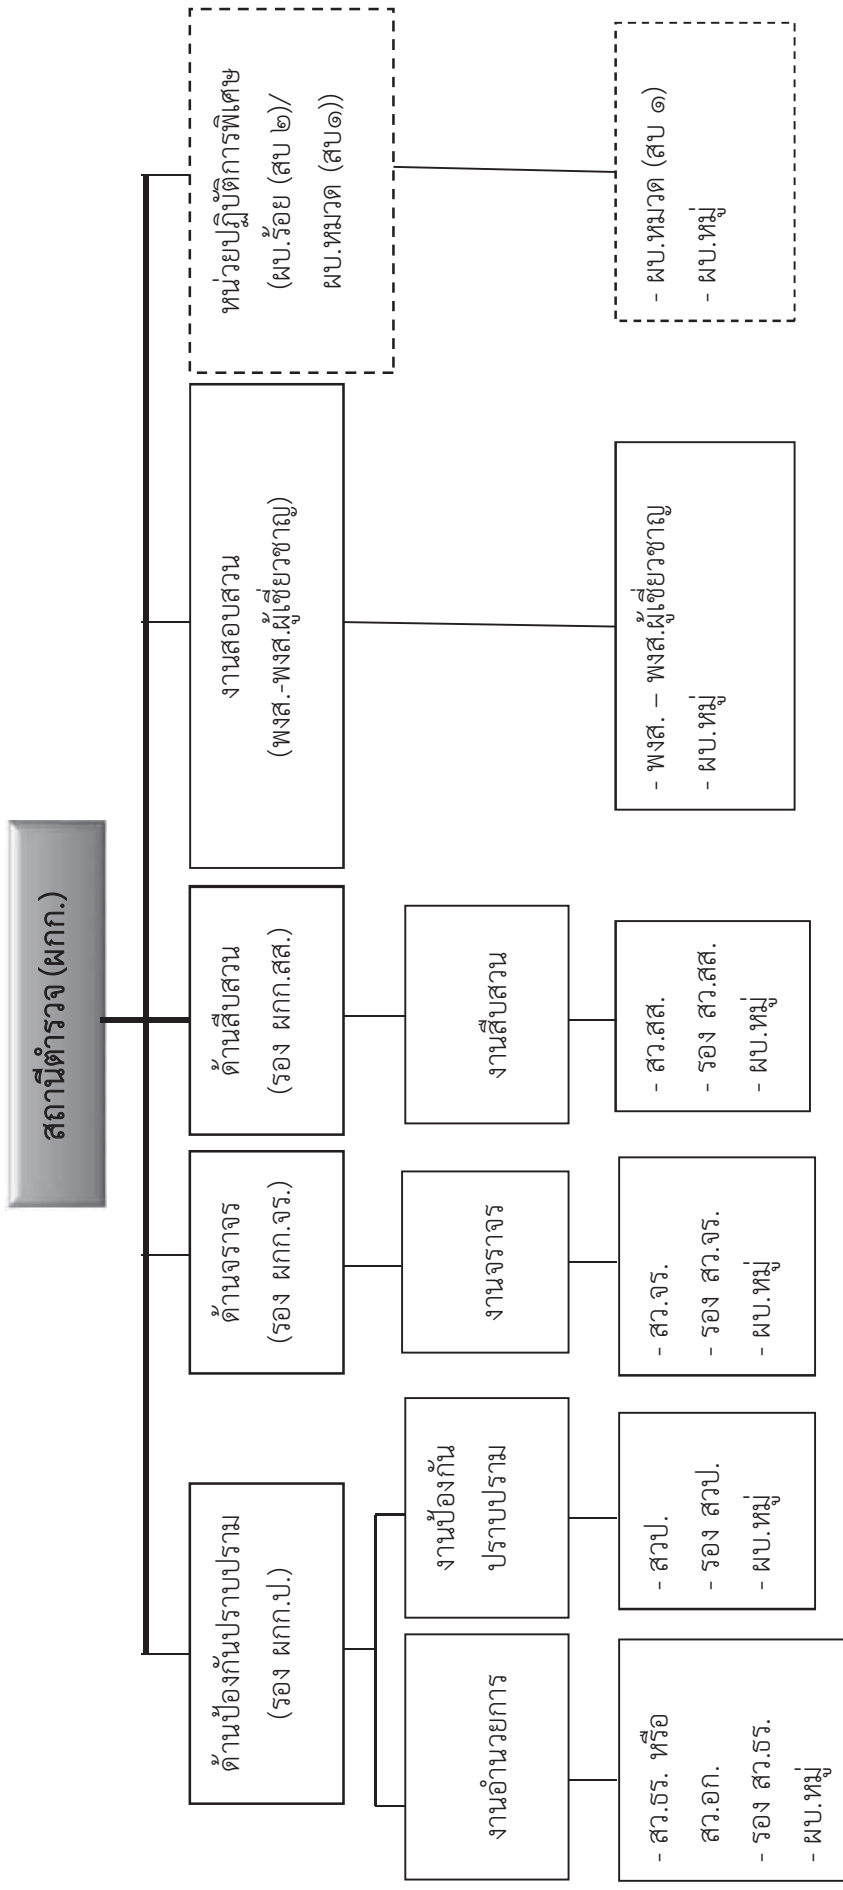 สถานีตำรวจ (ผกก.)
ด้านป้องกันปราบปราม
(รอง ผกก.ป.)
ด้านจราจร
(รอง ผกก.จร.)
ด้านสืบสวน
(รอง ผกก.สส.)
งานสอบสวน
(พงส.-พงส.ผู้เชี่ยวชาญ)
หน่วยปฏิบัติการพิเศษ
(ผบ.ร้อย (สบ ๒)/
ผบ.หมวด (สบ๑))
งานอำนวยการ
งานป้องกัน
ปราบปราม
งานจราจร
งานสืบสวน
- สว.ธร. หรือ
สว.อก.
- รอง สว.ธร.
- ผบ.หมู่
- สวป.
- รอง สวป.
- ผบ.หมู่
- สว.จร.
- รอง สว.จร.
- ผบ.หมู่
- สว.สส.
- รอง สว.สส.
- ผบ.หมู่
- พงส. – พงส.ผู้เชี่ยวชาญ
- ผบ.หมู่
- ผบ.หมวด (สบ ๑)
- ผบ.หมู่